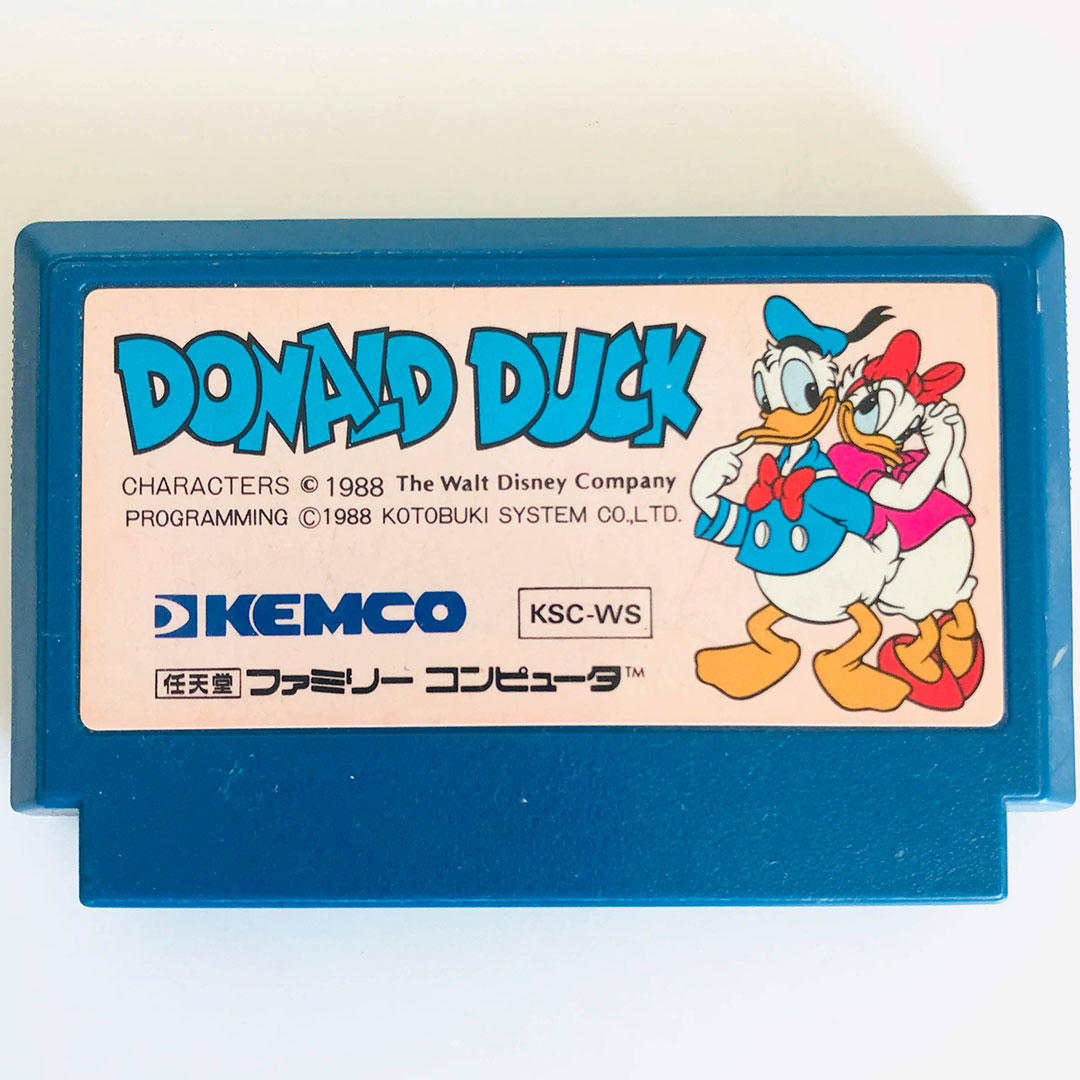 DONALD DUCK
CHARACTERS © 1988 The Walt Disney Company
PROGRAMMING ©1988 KOTOBUKI SYSTEM CO.,LTD.
KEMCO KSC-WS
任天堂 ファミリー コンピュータ™